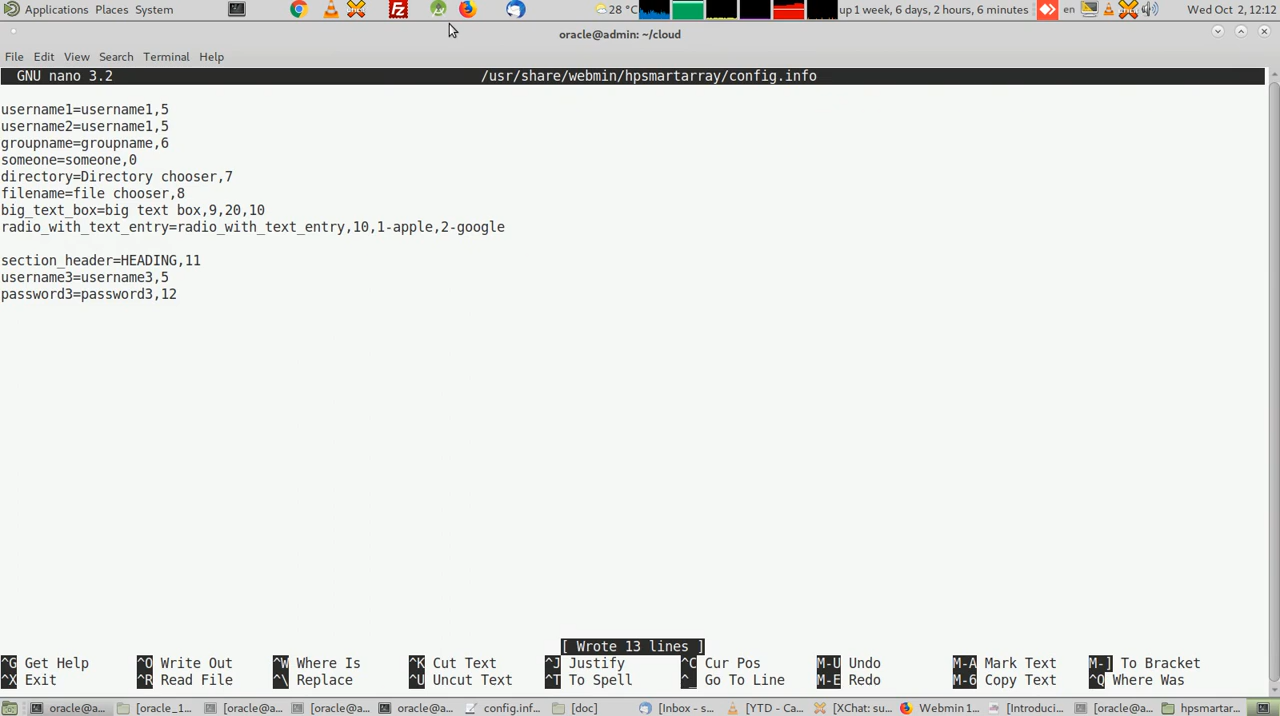 Applications Places System
28 °C
up 1 week, 6 days, 2 hours, 6 minutes
en
Wed Oct 2, 12:12
oracle@admin: ~/cloud
File Edit View Search Terminal Help
GNU nano 3.2 /usr/share/webmin/hpsmartarray/config.info
username1=username1,5
username2=username1,5
groupname=groupname,6
someone=someone,0
directory=Directory chooser,7
filename=file chooser,8
big_text_box=big text box,9,20,10
radio_with_text_entry=radio_with_text_entry,10,1-apple,2-google
section_header=HEADING,11
username3=username3,5
password3=password3,12
[ Wrote 13 lines ]
^G Get Help ^O Write Out ^W Where Is ^K Cut Text ^J Justify ^C Cur Pos M-U Undo M-A Mark Text M-] To Bracket
^X Exit ^R Read File ^\ Replace ^U Uncut Text ^T To Spell ^_ Go To Line M-E Redo M-6 Copy Text ^Q Where Was
oracle@a... [oracle_1... [oracle@a... [oracle@a... oracle@a... config.inf... [doc] [Inbox - s... [YTD - Ca... [XChat: su... Webmin 1... [Introduci... [oracle@a... hpsmartar...